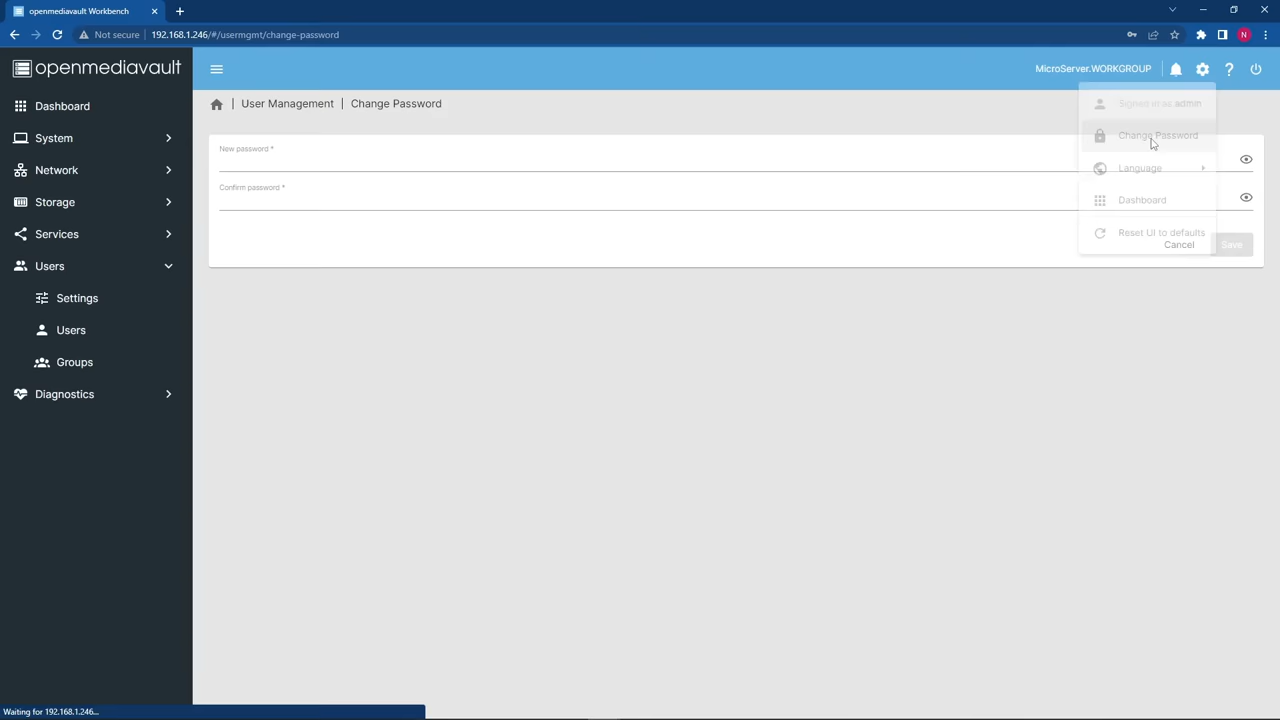 openmediavault Workbench
Not secure
192.168.1.246/#/usermgmt/change-password
N
openmediavault
MicroServer.WORKGROUP
Dashboard
System
Network
Storage
Services
Users
Settings
Users
Groups
Diagnostics
User Management | Change Password
New password *
Confirm password *
Signed in as admin
Change Password
Language
Dashboard
Reset UI to defaults
Cancel
Save
Waiting for 192.168.1.246...